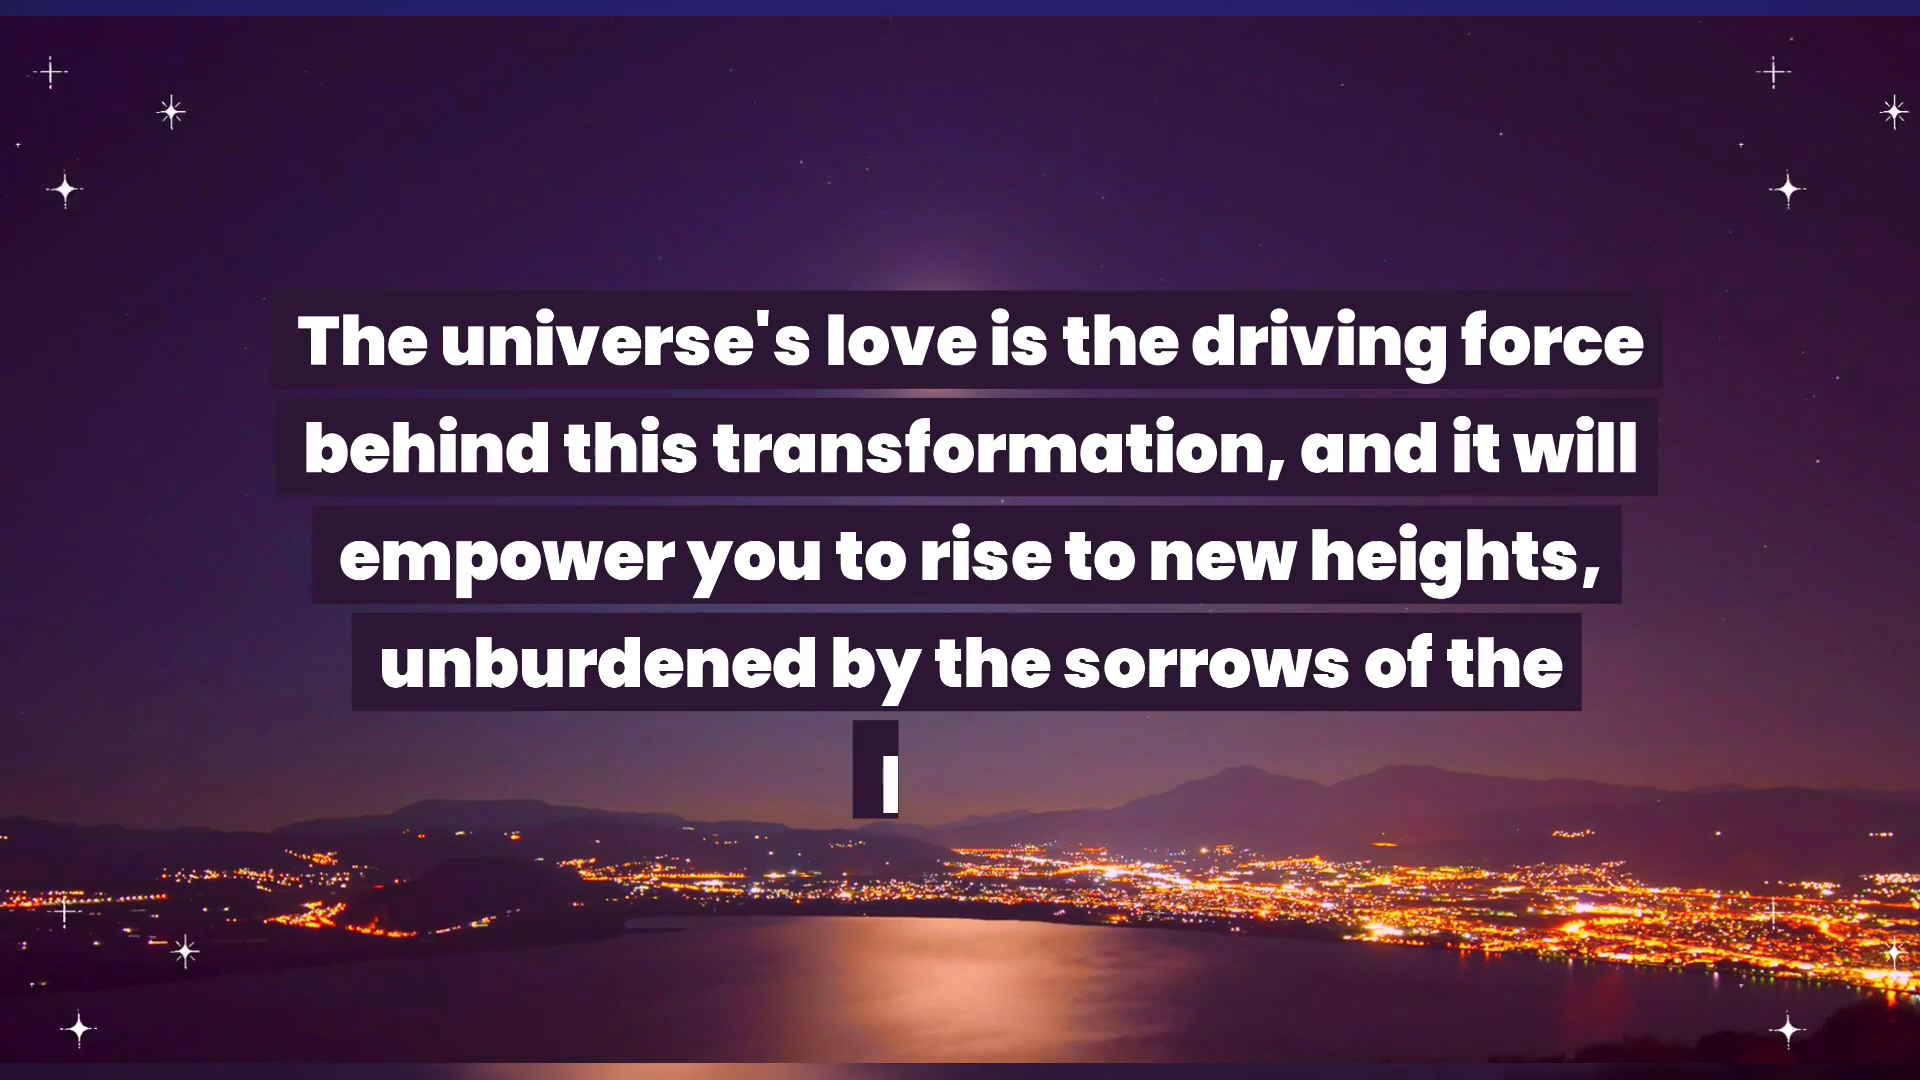 The universe's love is the driving force
behind this transformation, and it will
empower you to rise to new heights,
unburdened by the sorrows of the